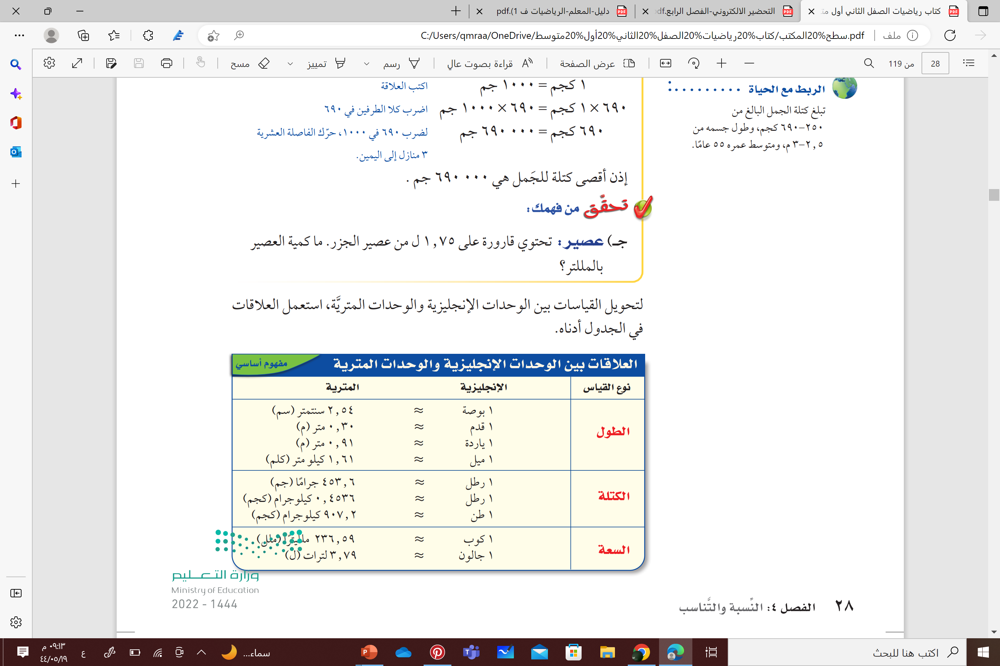 كتاب رياضيات الصفل الثاني أول مت
التحضير الالكتروني-الفصل الرابع.pdf
دليل-المعلم-الرياضيات ف 1).pdf
ملف
C:/Users/qmraa/OneDrive/سطح%20المكتب/كتاب%20رياضيات%20الصفل%20الثاني%20أول%20متوسط.pdf
28 من 119
عرض الصفحة
قراءة بصوت عالٍ
رسم
تمييز
مسح
الربط مع الحياة
تبلغ كتلة الجمل البالغ من
٢٥٠–٦٩٠ كجم، وطول جسمه من
٢,٥–٣ م، ومتوسط عمره ٥٥ عامًا.
١ كجم = ١٠٠٠ جم اكتب العلاقة
٦٩٠ × ١ كجم = ٦٩٠ × ١٠٠٠ جم اضرب كلا الطرفين في ٦٩٠
٦٩٠ كجم = ٦٩٠٠٠٠ جم لضرب ٦٩٠ في ١٠٠٠، حرّك الفاصلة العشرية
٣ منازل إلى اليمين.
إذن أقصى كتلة للجَمل هي ٦٩٠٠٠٠ جم .
تحقّق من فهمك:
جـ) عصير: تحتوي قارورة على ١,٧٥ ل من عصير الجزر. ما كمية العصير
بالمللتر؟
لتحويل القياسات بين الوحدات الإنجليزية والوحدات المتريَّة، استعمل العلاقات
في الجدول أدناه.
العلاقات بين الوحدات الإنجليزية والوحدات المترية مفهوم أساسي
نوع القياس الإنجليزية المترية
الطول
١ بوصة ≈ ٢,٥٤ سنتمتر (سم)
١ قدم ≈ ٠,٣٠ متر (م)
١ ياردة ≈ ٠,٩١ متر (م)
١ ميل ≈ ١,٦١ كيلو متر (كلم)
الكتلة
١ رطل ≈ ٤٥٣,٦ جرامًا (جم)
١ رطل ≈ ٠,٤٥٣٦ كيلوجرام (كجم)
١ طن ≈ ٩٠٧,٢ كيلوجرام (كجم)
السعة
١ كوب ≈ ٢٣٦,٥٩ ملليترًا (ملل)
١ جالون ≈ ٣,٧٩ لترات (ل)
وزارة التعليم
Ministry of Education
2022 - 1444
٢٨ الفصل ٤: النِّسبة والتَّناسب
اكتب هنا للبحث
سماء...
ع
٠٩:١٣ م
٤٤/٠٥/١٩